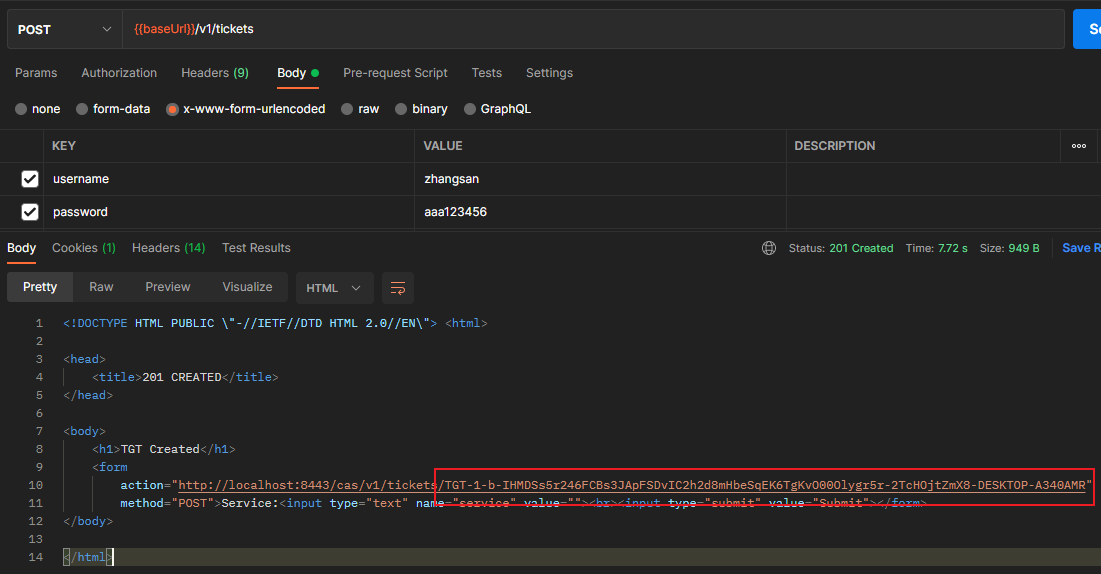 POST {{baseUrl}}/v1/tickets
Params Authorization Headers (9) Body Pre-request Script Tests Settings
none form-data x-www-form-urlencoded raw binary GraphQL
KEY VALUE DESCRIPTION
username zhangsan
password aaa123456
Body Cookies (1) Headers (14) Test Results Status: 201 Created Time: 7.72 s Size: 949 B Save R
Pretty Raw Preview Visualize HTML
1 <!DOCTYPE HTML PUBLIC \"-//IETF//DTD HTML 2.0//EN\"> <html>
2
3 <head>
4 <title>201 CREATED</title>
5 </head>
6
7 <body>
8 <h1>TGT Created</h1>
9 <form
10 action="http://localhost:8443/cas/v1/tickets/TGT-1-b-IHMDSs5r246FCBs3JApFSDvIC2h2d8mHbeSqEK6TgKvO00Olygr5r-2TcHOjtZmX8-DESKTOP-A340AMR"
11 method="POST">Service:<input type="text" name="service" value=""><br><input type="submit" value="Submit"></form>
12 </body>
13
14 </html>